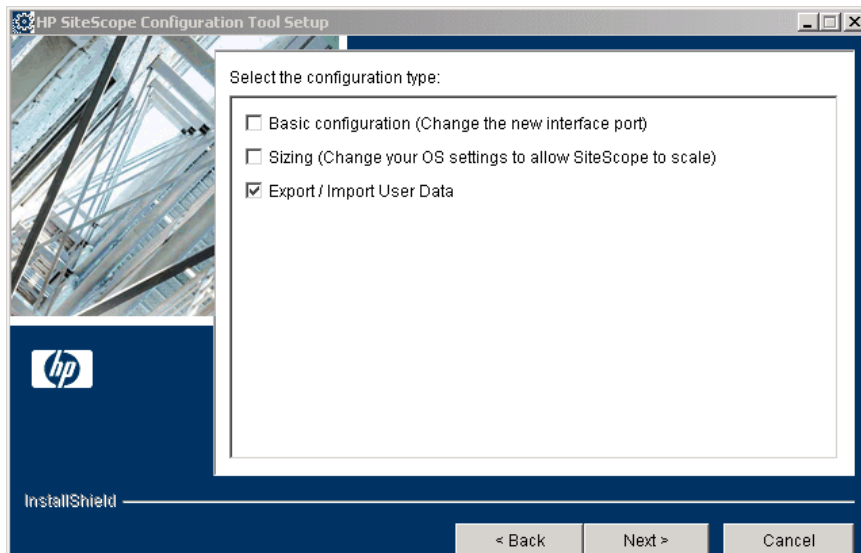 HP SiteScope Configuration Tool Setup
Select the configuration type:
Basic configuration (Change the new interface port)
Sizing (Change your OS settings to allow SiteScope to scale)
Export / Import User Data
hp
InstallShield
< Back
Next >
Cancel